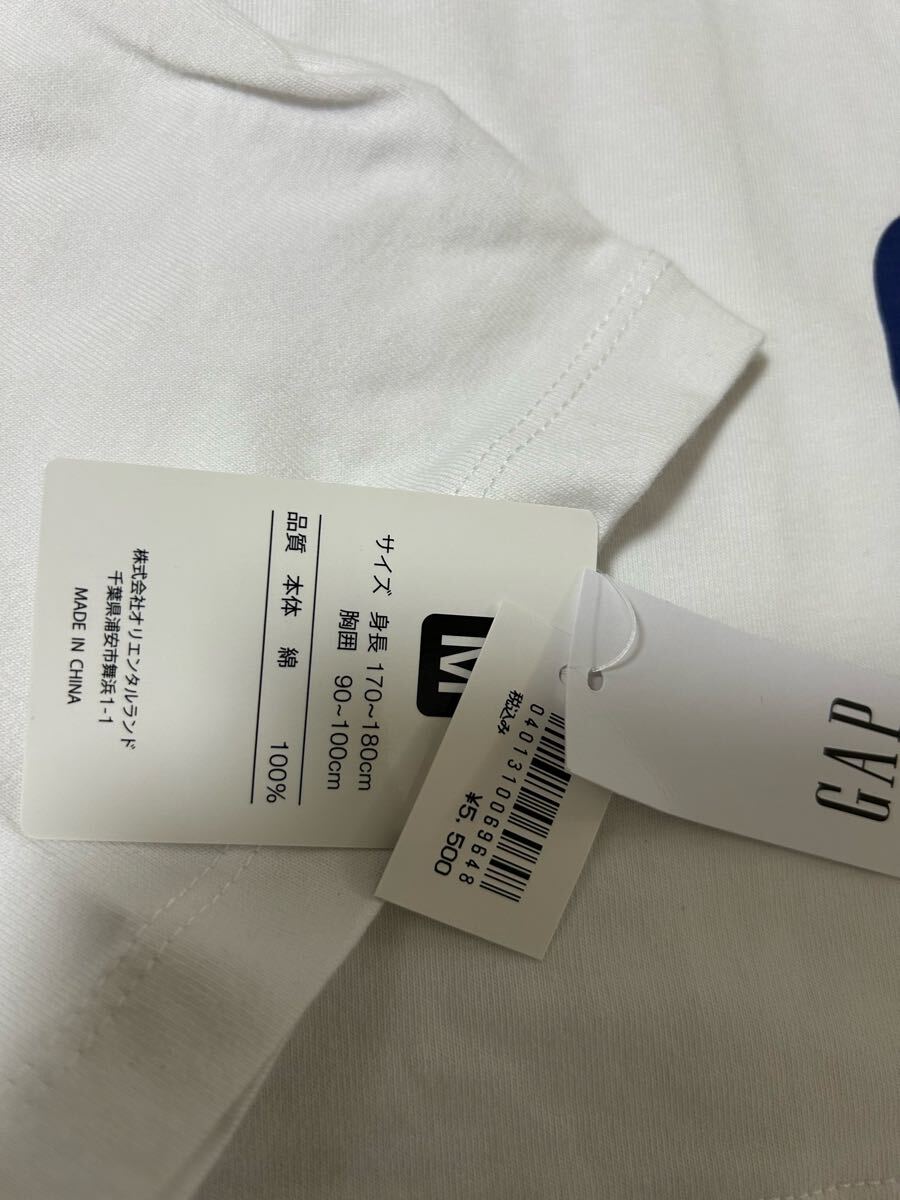 M
サイズ 身長 170~180cm
胸囲 90~100cm
品質 本体 綿 100%
株式会社オリエンタルランド
千葉県浦安市舞浜1-1
MADE IN CHINA
0401310069648
税込み
¥5,500
GAP